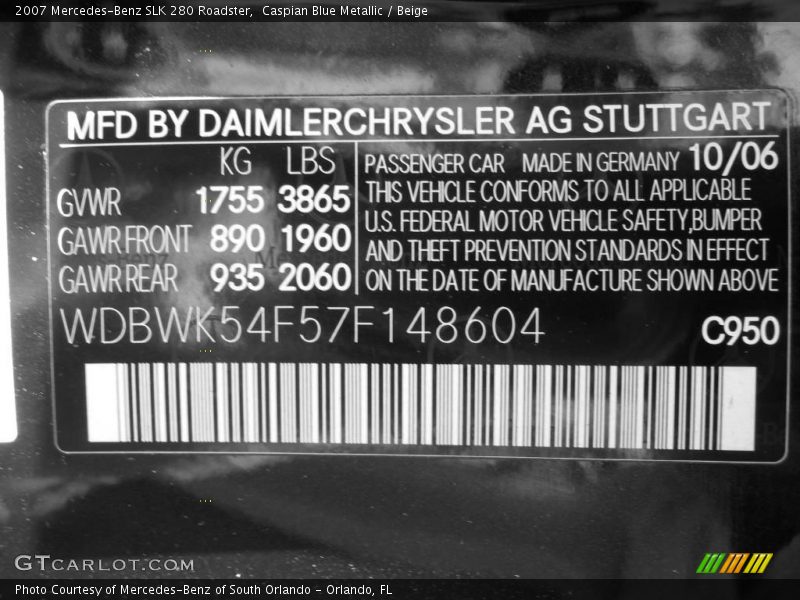 2007 Mercedes-Benz SLK 280 Roadster, Caspian Blue Metallic / Beige
MFD BY DAIMLERCHRYSLER AG STUTTGART
KG LBS
GVWR 1755 3865
GAWR FRONT 890 1960
GAWR REAR 935 2060
PASSENGER CAR MADE IN GERMANY 10/06
THIS VEHICLE CONFORMS TO ALL APPLICABLE
U.S. FEDERAL MOTOR VEHICLE SAFETY,BUMPER
AND THEFT PREVENTION STANDARDS IN EFFECT
ON THE DATE OF MANUFACTURE SHOWN ABOVE
WDBWK54F57F148604 C950
GTCARLOT.COM
Photo Courtesy of Mercedes-Benz of South Orlando - Orlando, FL